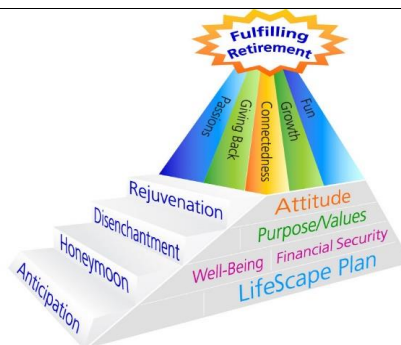 Fulfilling
Retirement
Passions
Giving Back
Connectedness
Growth
Fun
Rejuvenation
Disenchantment
Honeymoon
Anticipation
Attitude
Purpose/Values
Well-Being
Financial Security
LifeScape Plan